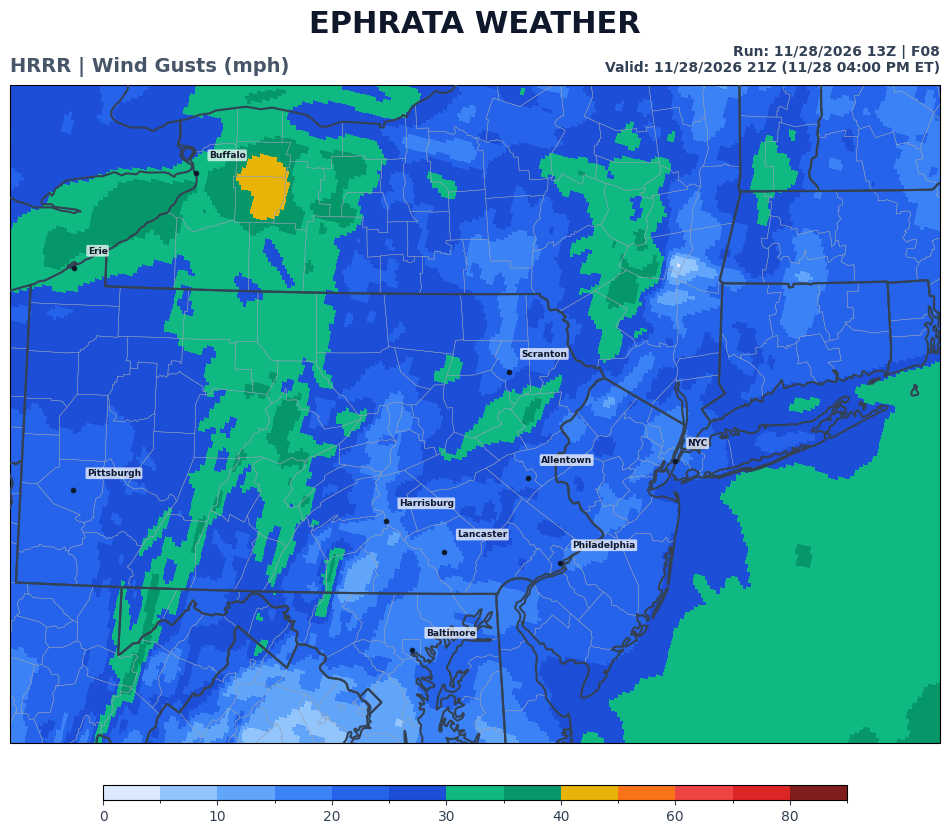 EPHRATA WEATHER
HRRR | Wind Gusts (mph)
Run: 11/28/2026 13Z | F08
Valid: 11/28/2026 21Z (11/28 04:00 PM ET)
Buffalo
Erie
Scranton
NYC
Allentown
Pittsburgh
Harrisburg
Lancaster
Philadelphia
Baltimore
0 10 20 30 40 50 60 70 80